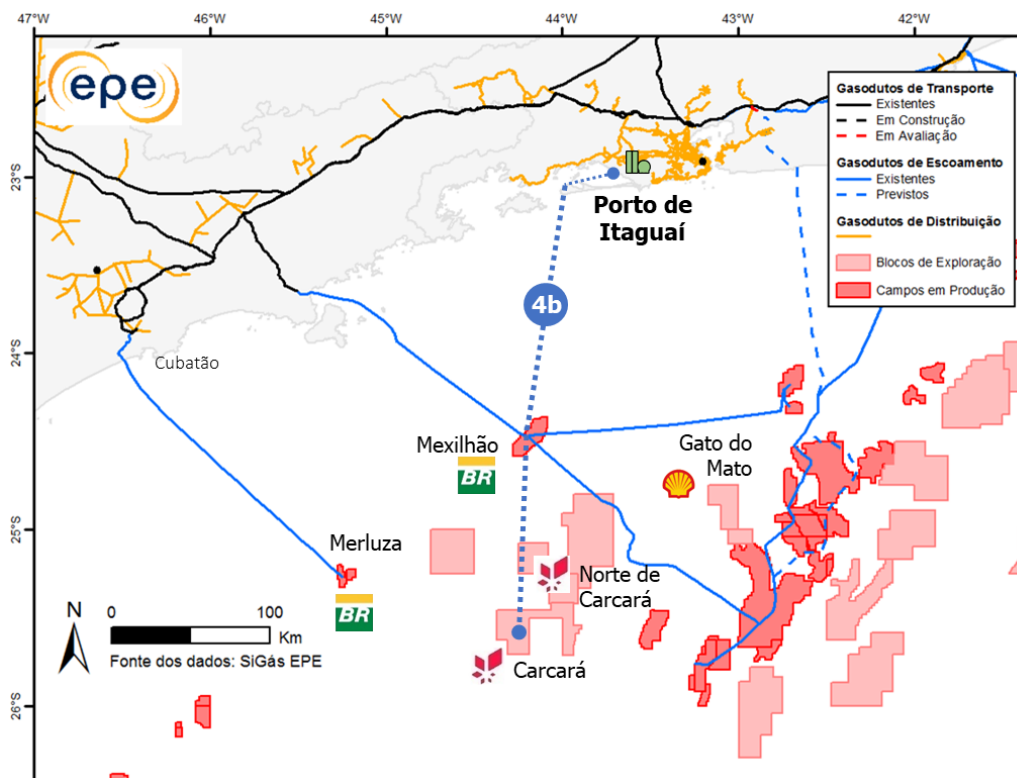 47°W
46°W
45°W
44°W
43°W
42°W
epe
Gasodutos de Transporte
Existentes
Em Construção
Em Avaliação
Gasodutos de Escoamento
Existentes
Previstos
Gasodutos de Distribuição
Blocos de Exploração
Campos em Produção
23°S
Porto de
Itaguaí
4b
24°S
Cubatão
Mexilhão
BR
Gato do
Mato
25°S
Merluza
BR
Norte de
Carcará
N
0
100
Km
Fonte dos dados: SiGás EPE
Carcará
26°S